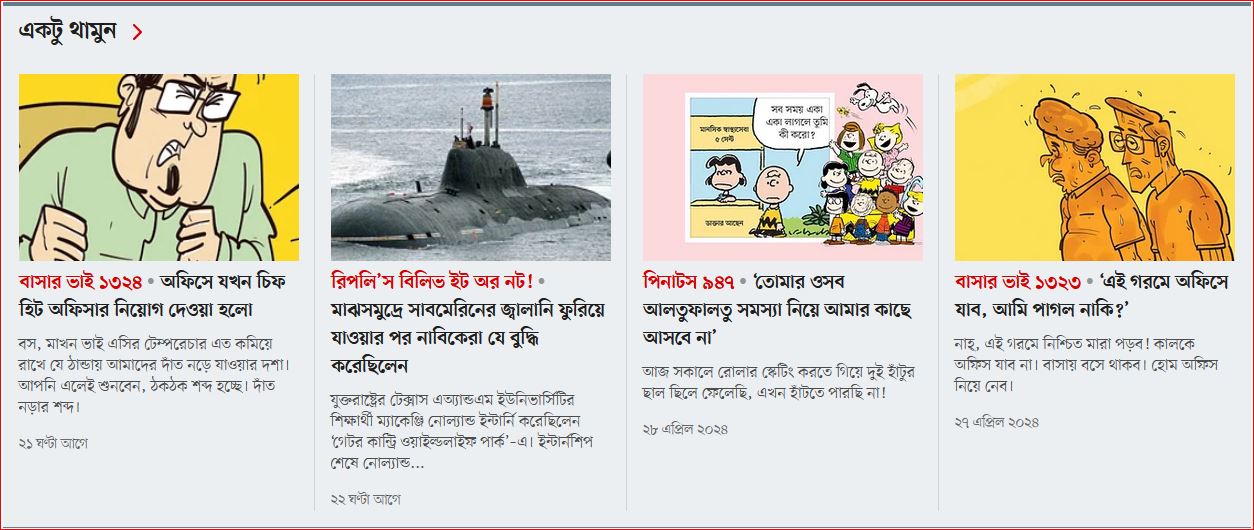 একটু থামুন
সব সময় একা
একা লাগলে তুমি
কী করো?
মানসিক স্বাস্থ্যসেবা
৫ সেন্ট
ডাক্তার আছেন
বাসার ভাই ১৩২৪ • অফিসে যখন চিফ
হিট অফিসার নিয়োগ দেওয়া হলো
বস, মাখন ভাই এসির টেম্পরেচার এত কমিয়ে
রাখে যে ঠান্ডায় আমাদের দাঁত নড়ে যাওয়ার দশা।
আপনি এলেই শুনবেন, ঠকঠক শব্দ হচ্ছে। দাঁত
নড়ার শব্দ।
২১ ঘণ্টা আগে
রিপলি’স বিলিভ ইট অর নট! •
মাঝসমুদ্রে সাবমেরিনের জ্বালানি ফুরিয়ে
যাওয়ার পর নাবিকেরা যে বুদ্ধি
করেছিলেন
যুক্তরাষ্ট্রের টেক্সাস এঅ্যান্ডএম ইউনিভার্সিটির
শিক্ষার্থী ম্যাকেঞ্জি নোল্যান্ড ইন্টার্নি করেছিলেন
‘গেটর কান্ট্রি ওয়াইল্ডলাইফ পার্ক’-এ। ইন্টার্নশিপ
শেষে নোল্যান্ড...
২২ ঘণ্টা আগে
পিনাটস ৯৪৭ • ‘তোমার ওসব
আলতুফালতু সমস্যা নিয়ে আমার কাছে
আসবে না’
আজ সকালে রোলার স্কেটিং করতে গিয়ে দুই হাঁটুর
ছাল ছিলে ফেলেছি, এখন হাঁটতে পারছি না!
২৮ এপ্রিল ২০২৪
বাসার ভাই ১৩২৩ • ‘এই গরমে অফিসে
যাব, আমি পাগল নাকি?’
নাহ, এই গরমে নিশ্চিত মারা পড়ব! কালকে
অফিস যাব না। বাসায় বসে থাকব। হোম অফিস
নিয়ে নেব।
২৭ এপ্রিল ২০২৪